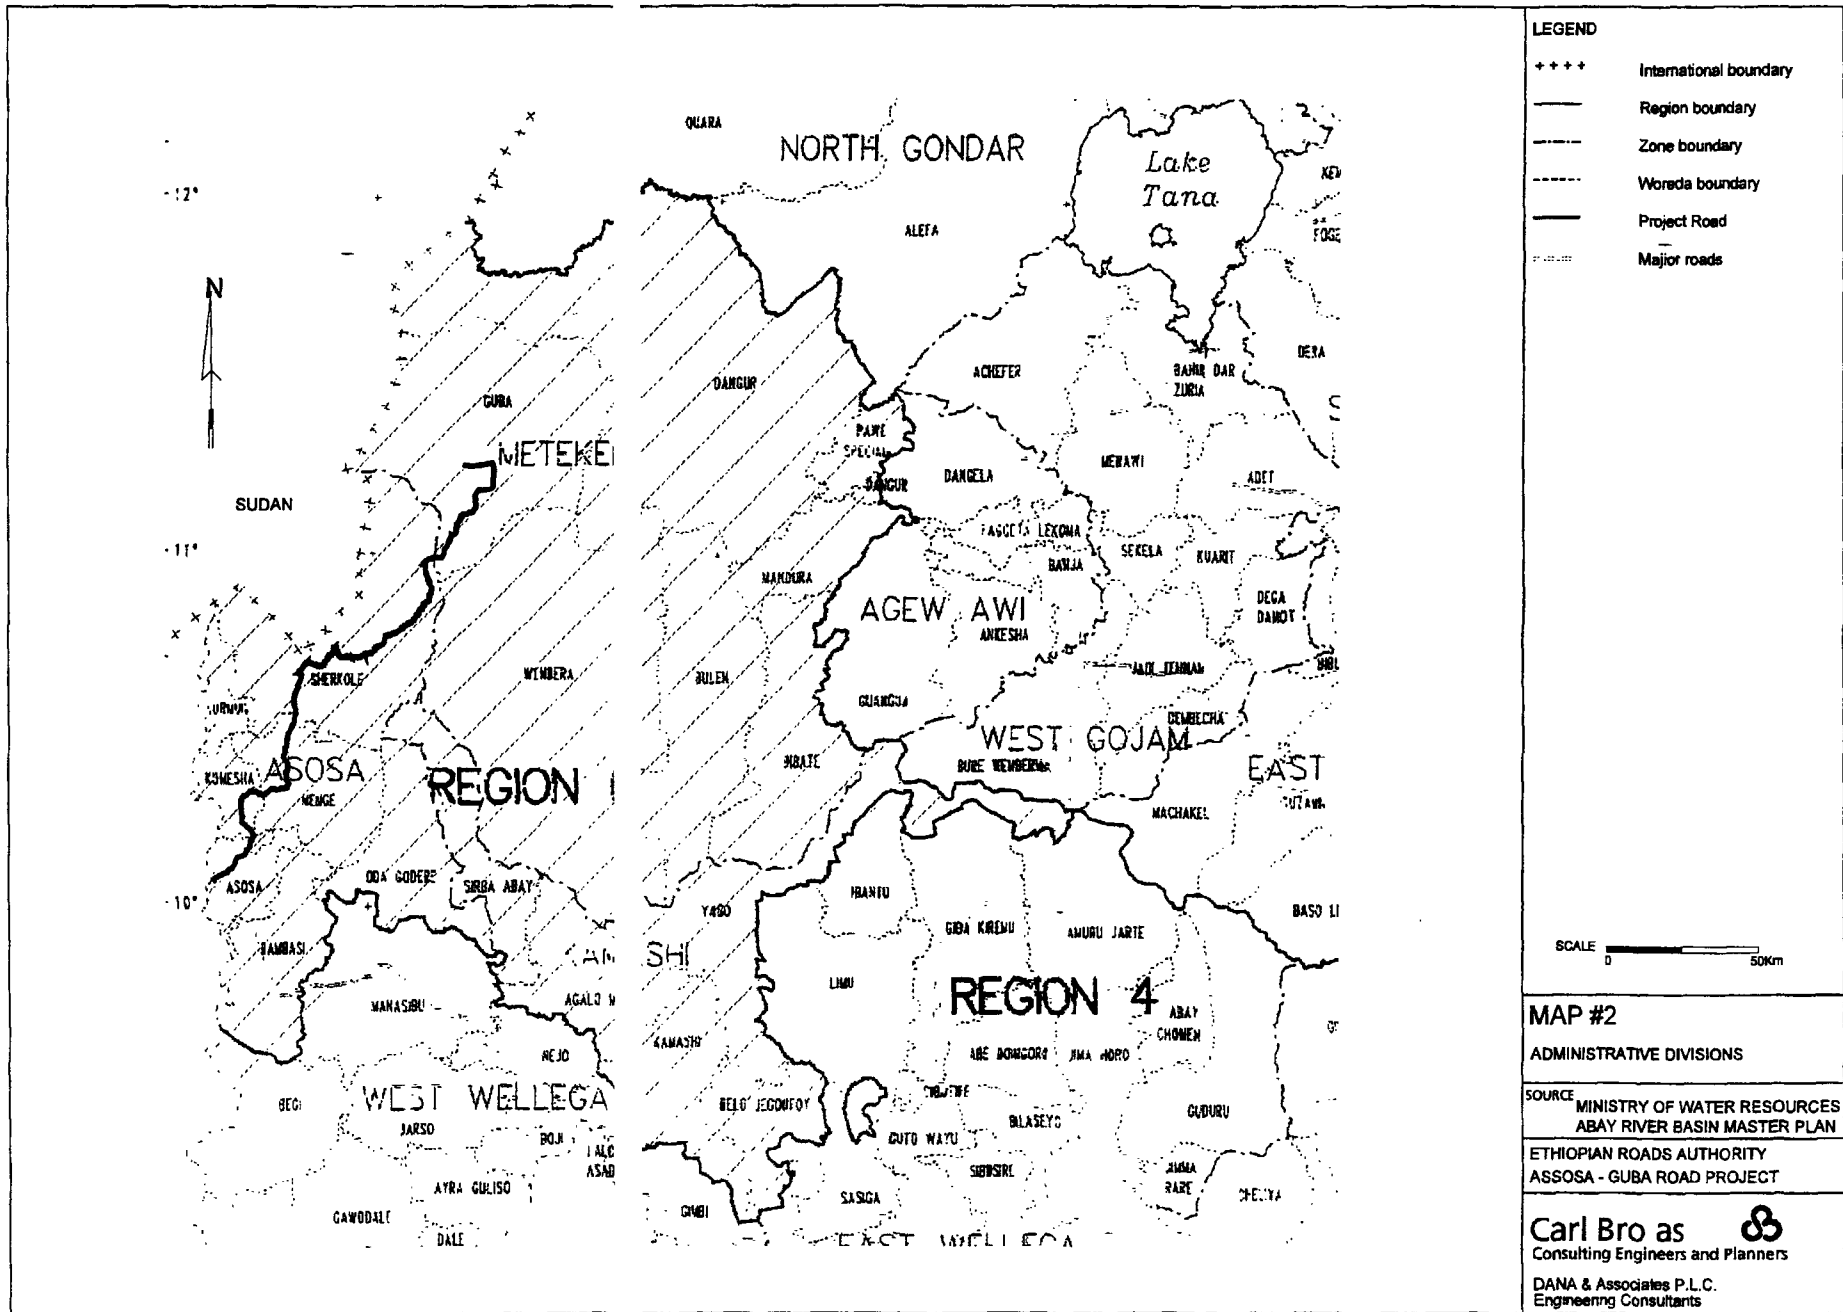 QUARA
NORTH GONDAR
Lake
Tana
12°
ALEFA
N
DERA
DANGUR
ACHEFER
BAHIR DAR
ZURIA
GUBA
PAWE
SPECIAL
METEKE
MERAWI
DANGELA
ADET
DANGUR
SUDAN
FAGGETA LEKOMA
11°
SEKELA
KUARIT
BANJA
MANDURA
DEGA
DAMOT
AGEW AWI
ANKESHA
SHERKOLE
WEMBERA
BULEN
GUANGUA
DEMBECHA
WEST GOJAM
ASOSA
KOMESHA
REGION
DIBATE
BURE WEMBERMA
EAST
MENGE
MACHAKEL
ODA GODERE
SIRBA ABAY
ASOSA
IBANTU
10°
YASO
BASO LI
GIDA KIREMU
AMURU JARTE
BAMBASI
SHI
LIMU
REGION 4
MANASIBU
AGALO M
ABAY
CHOMEN
KAMASHI
NEJO
ABE DONGORO
JIMA HORO
WEST WELLEGA
BEGI
BELO JEGOUFOY
GUDURU
JARSO
BOJI
GUTO WAYU
BILASEYO
AYRA GULISO
SIBUSIRE
JIMMA
RARE
SASIGA
GAWODALE
GIMBI
DALE
EAST WELLEGA
LEGEND
International boundary
Region boundary
Zone boundary
Woreda boundary
Project Road
Majior roads
SCALE
0 50Km
MAP #2
ADMINISTRATIVE DIVISIONS
SOURCE
MINISTRY OF WATER RESOURCES
ABAY RIVER BASIN MASTER PLAN
ETHIOPIAN ROADS AUTHORITY
ASSOSA - GUBA ROAD PROJECT
Carl Bro as
Consulting Engineers and Planners
DANA & Associates P.L.C.
Engineering Consultants